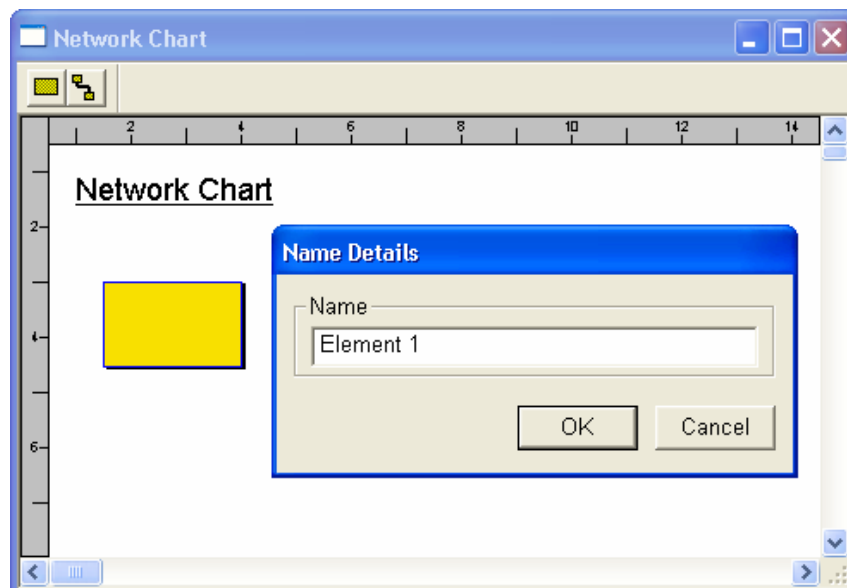 Network Chart
2 4 6 8 10 12 14
Network Chart
2
4
6
Name Details
Name
Element 1
OK Cancel